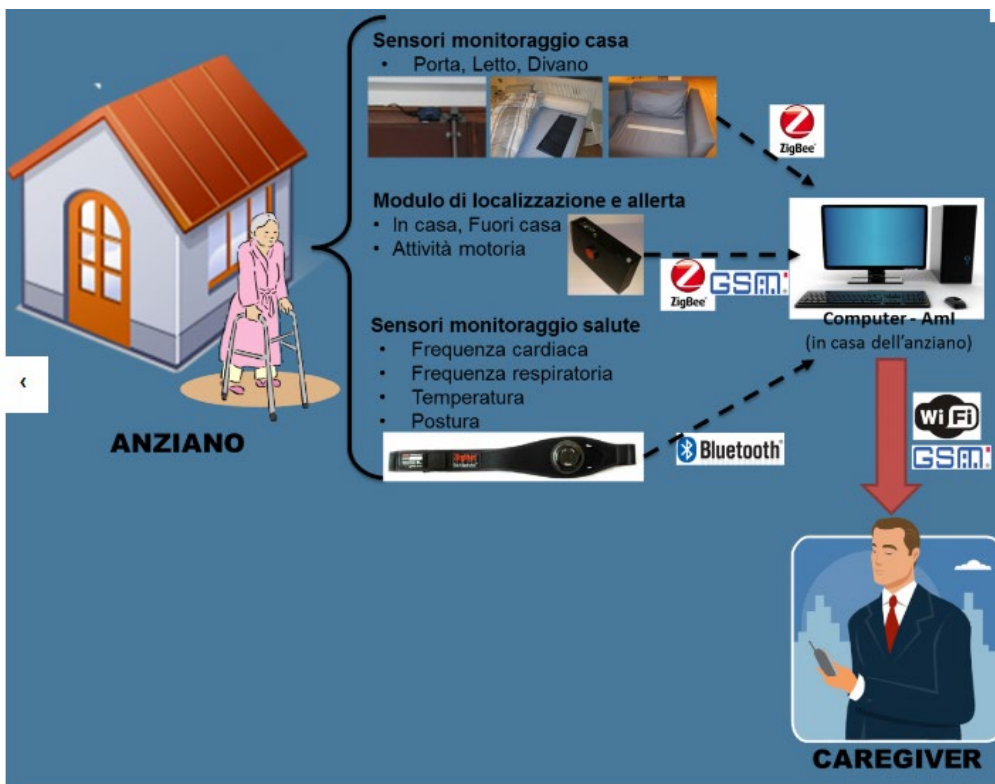 Sensori monitoraggio casa
• Porta, Letto, Divano
ZigBee
Modulo di localizzazione e allerta
• In casa, Fuori casa
• Attività motoria
ZigBee
GSM
Computer - AmI
(in casa dell'anziano)
Sensori monitoraggio salute
• Frequenza cardiaca
• Frequenza respiratoria
• Temperatura
• Postura
Bluetooth
WiFi
GSM
ANZIANO
CAREGIVER